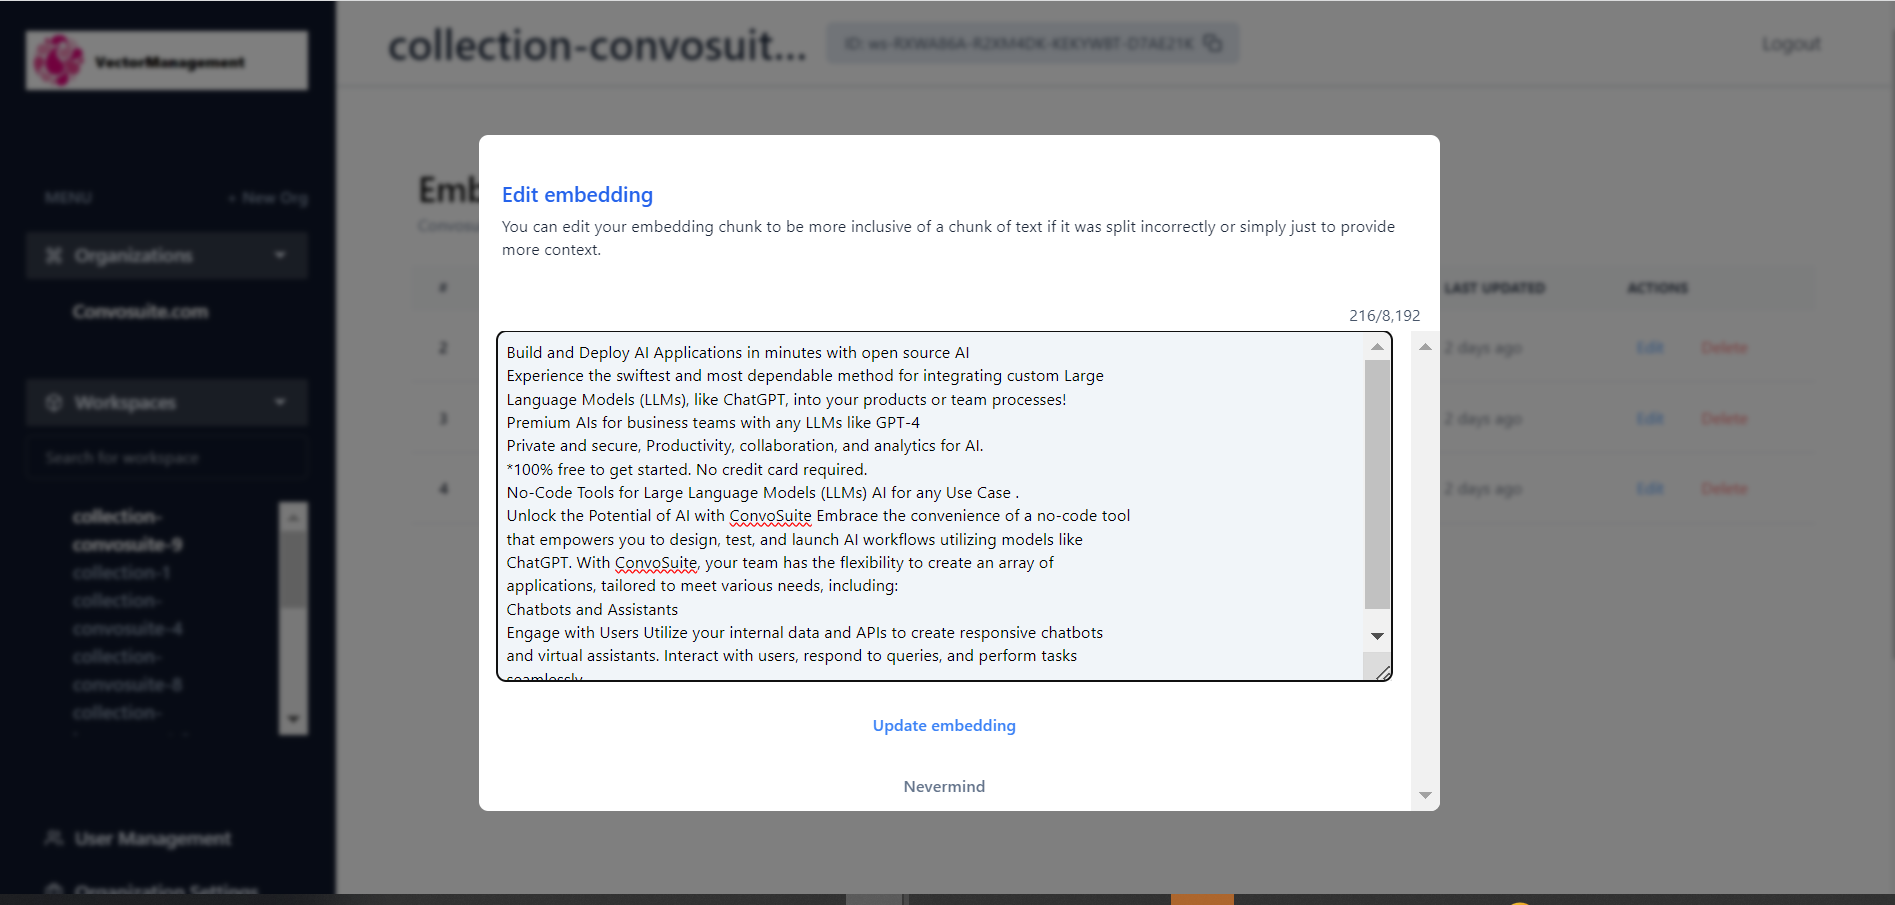 VectorManagement
collection-convosuit...
Logout
MENU
+ New Org
Organizations
Convosuite.com
Workspaces
Search for workspace
collection-
convosuite-9
collection-1
collection-
convosuite-4
collection-
convosuite-8
collection-
User Management
Organization Settings
Emb
Convosu
#
LAST UPDATED
ACTIONS
2
2 days ago
Edit
Delete
3
2 days ago
Edit
Delete
4
2 days ago
Edit
Delete
Edit embedding
You can edit your embedding chunk to be more inclusive of a chunk of text if it was split incorrectly or simply just to provide
more context.
216/8,192
Build and Deploy AI Applications in minutes with open source AI
Experience the swiftest and most dependable method for integrating custom Large
Language Models (LLMs), like ChatGPT, into your products or team processes!
Premium AIs for business teams with any LLMs like GPT-4
Private and secure, Productivity, collaboration, and analytics for AI.
*100% free to get started. No credit card required.
No-Code Tools for Large Language Models (LLMs) AI for any Use Case .
Unlock the Potential of AI with ConvoSuite Embrace the convenience of a no-code tool
that empowers you to design, test, and launch AI workflows utilizing models like
ChatGPT. With ConvoSuite, your team has the flexibility to create an array of
applications, tailored to meet various needs, including:
Chatbots and Assistants
Engage with Users Utilize your internal data and APIs to create responsive chatbots
and virtual assistants. Interact with users, respond to queries, and perform tasks
seamlessly
Update embedding
Nevermind